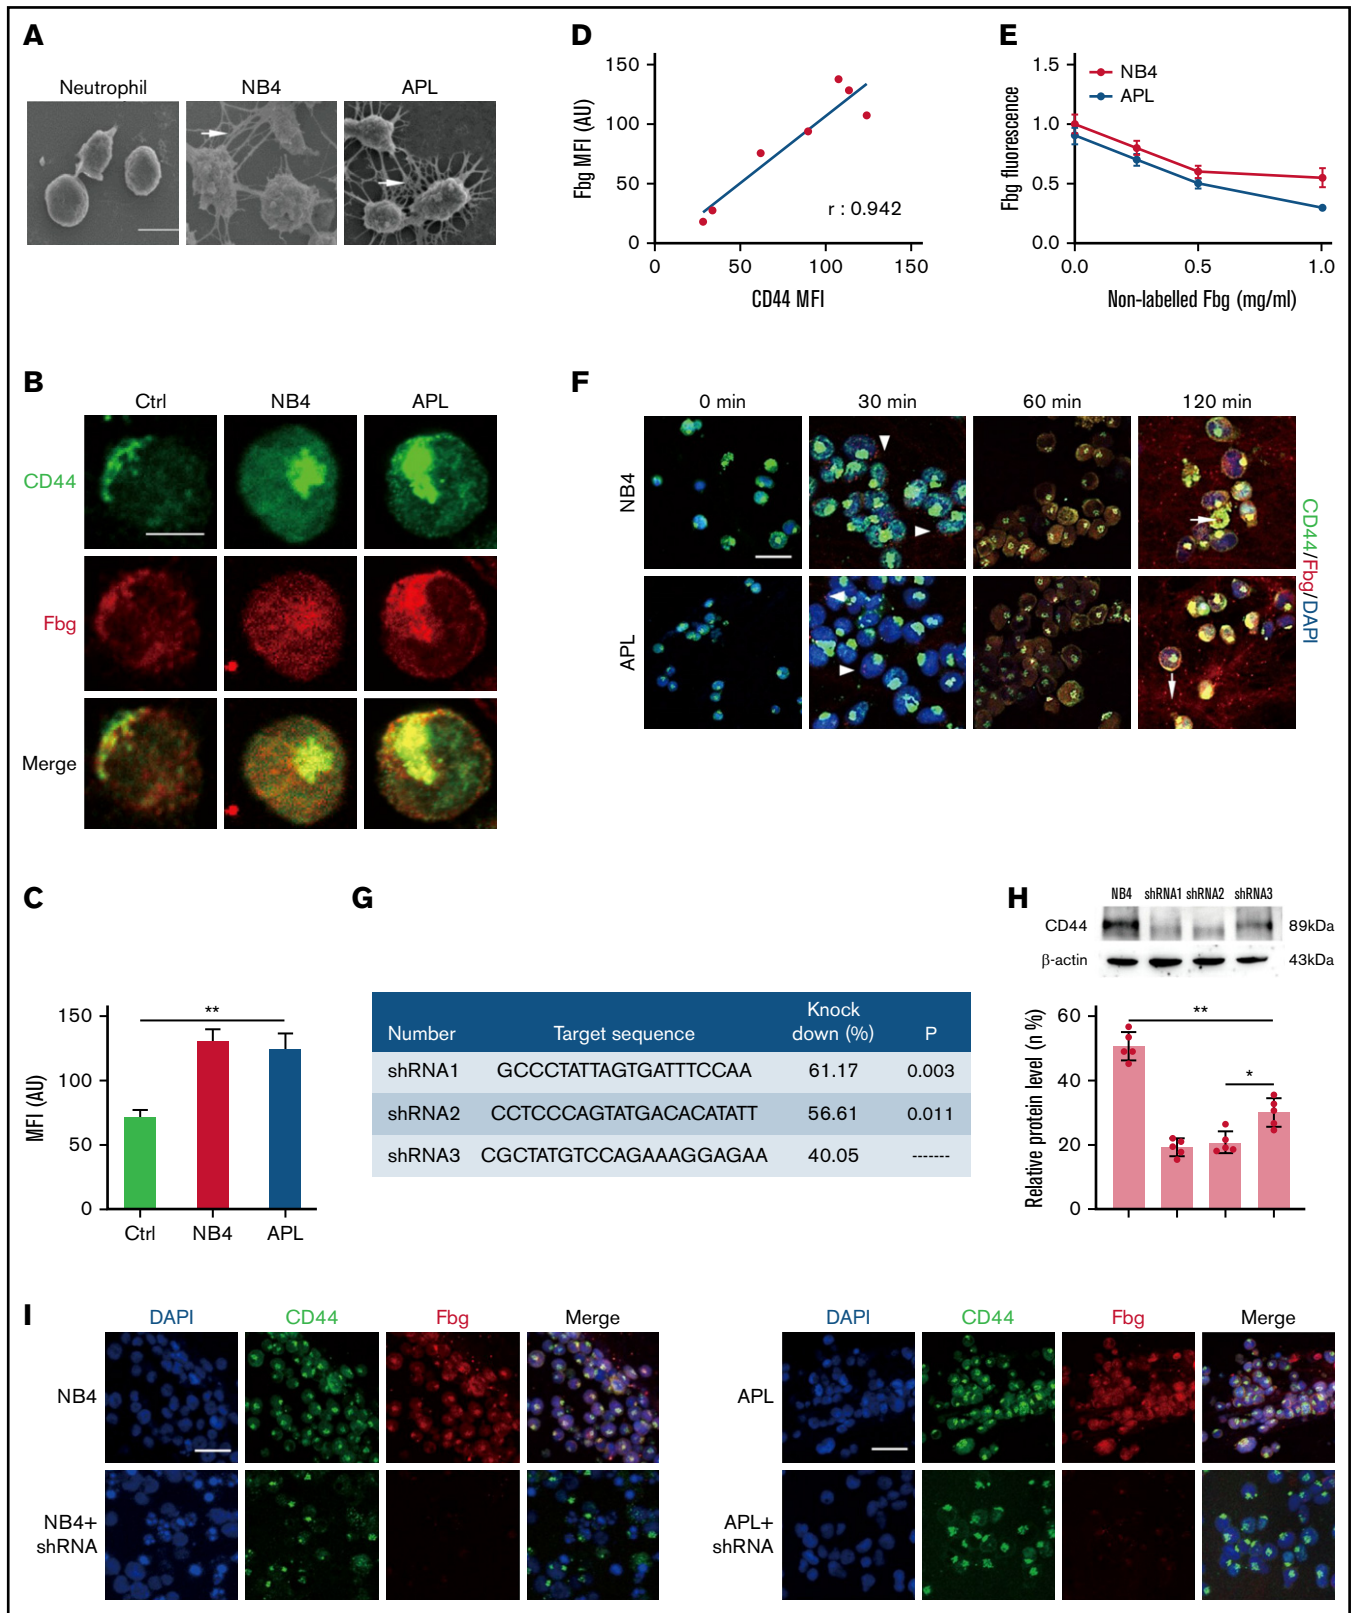 A
Neutrophil NB4 APL
B
Ctrl NB4 APL
CD44
Fbg
Merge
C
MFI (AU)
150
100
50
0
**
Ctrl NB4 APL
D
Fbg MFI (AU)
150
100
50
0
r : 0.942
0 50 100 150
CD44 MFI
E
Fbg fluorescence
1.5
1.0
0.5
0.0
NB4
APL
0.0 0.5 1.0
Non-labelled Fbg (mg/ml)
F
0 min 30 min 60 min 120 min
NB4
APL
CD44/Fbg/DAPI
G
Number Target sequence Knock down (%) P
shRNA1 GCCCTATTAGTGATTTCCAA 61.17 0.003
shRNA2 CCTCCCAGTATGACACATATT 56.61 0.011
shRNA3 CGCTATGTCCAGAAAGGAGAA 40.05 -------
H
NB4 shRNA1 shRNA2 shRNA3
CD44 89kDa
β-actin 43kDa
Relative protein level (n %)
60
40
20
0
**
*
I
DAPI CD44 Fbg Merge
NB4
NB4+
shRNA
DAPI CD44 Fbg Merge
APL
APL+
shRNA